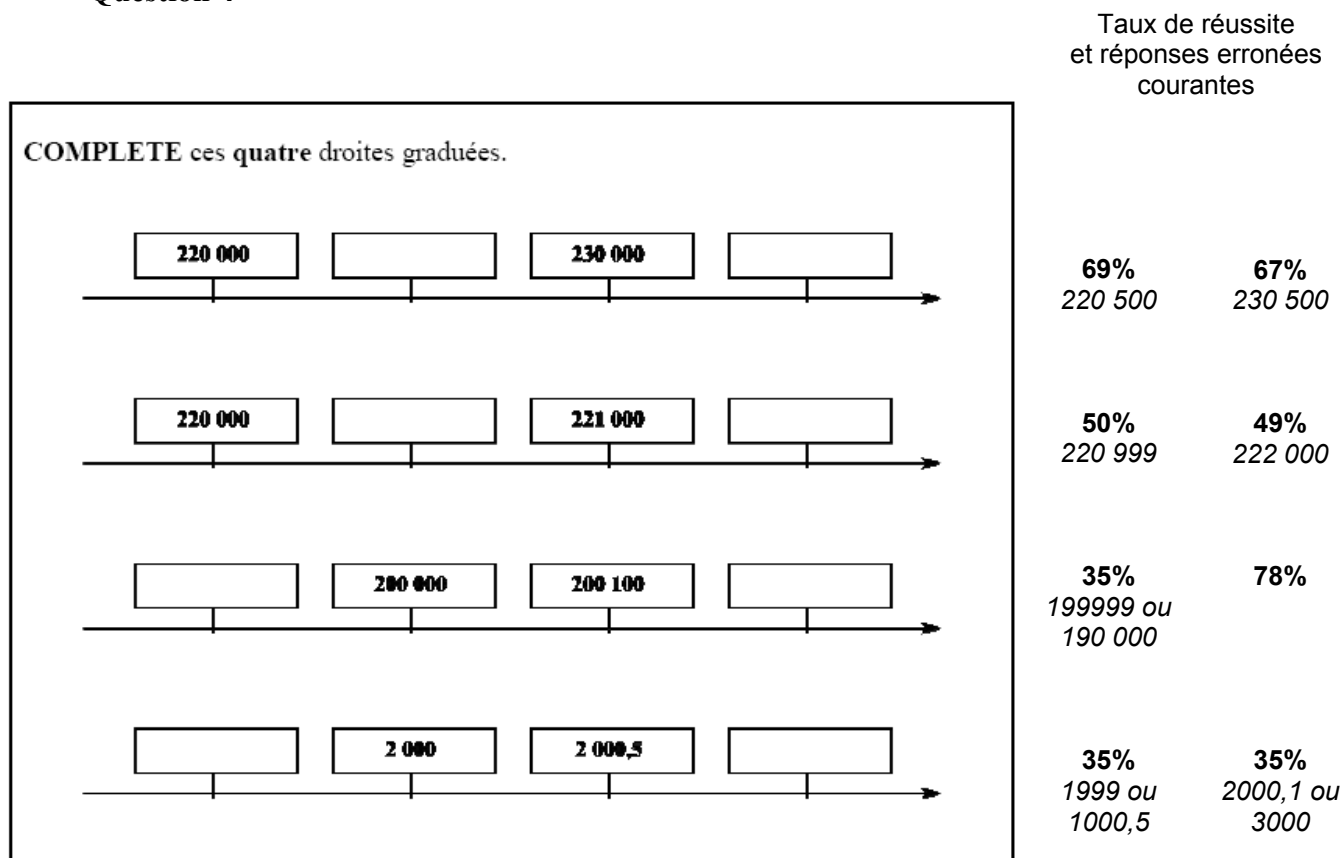 Taux de réussite
et réponses erronées
courantes
COMPLETE ces quatre droites graduées.
220 000 230 000
69% 67%
220 500 230 500
220 000 221 000
50% 49%
220 999 222 000
200 000 200 100
35% 78%
199999 ou
190 000
2 000 2 000,5
35% 35%
1999 ou 2000,1 ou
1000,5 3000